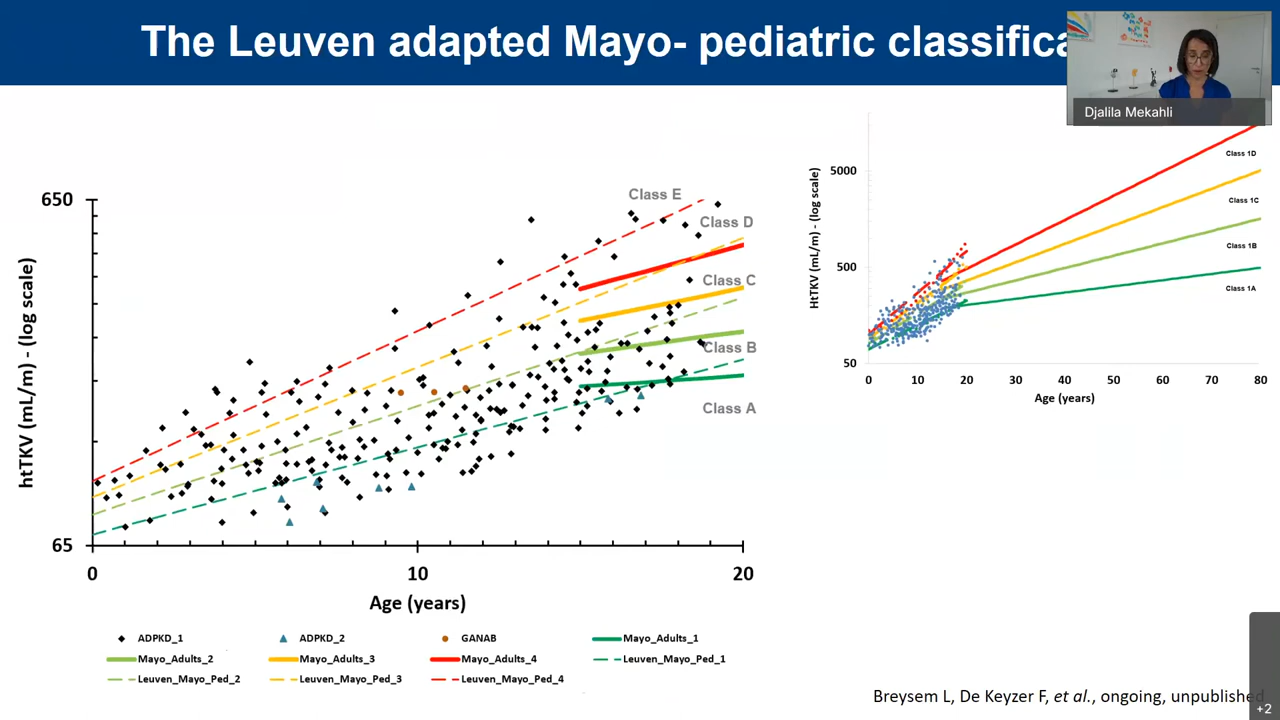 The Leuven adapted Mayo- pediatric classifica
Djalila Mekahli
650
65
htTKV (mL/m) - (log scale)
0
10
20
Age (years)
Class E
Class D
Class C
Class B
Class A
ADPKD_1
ADPKD_2
GANAB
Mayo_Adults_1
Mayo_Adults_2
Mayo_Adults_3
Mayo_Adults_4
Leuven_Mayo_Ped_1
Leuven_Mayo_Ped_2
Leuven_Mayo_Ped_3
Leuven_Mayo_Ped_4
HtTKV (mL/m) - (log scale)
5000
500
50
0 10 20 30 40 50 60 70 80
Age (years)
Class 1D
Class 1C
Class 1B
Class 1A
Breysem L, De Keyzer F, et al., ongoing, unpublished
+2